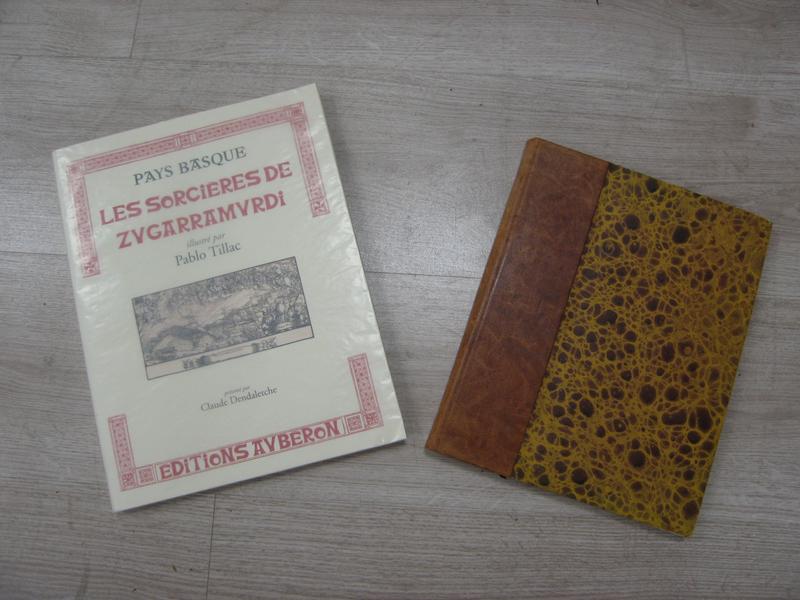 PAYS BASQUE
LES SORCIERES DE
ZVGARRAMVRDi
illustré par
Pablo Tillac
présenté par
Claude Dendaletche
EDITIONS AVBERON